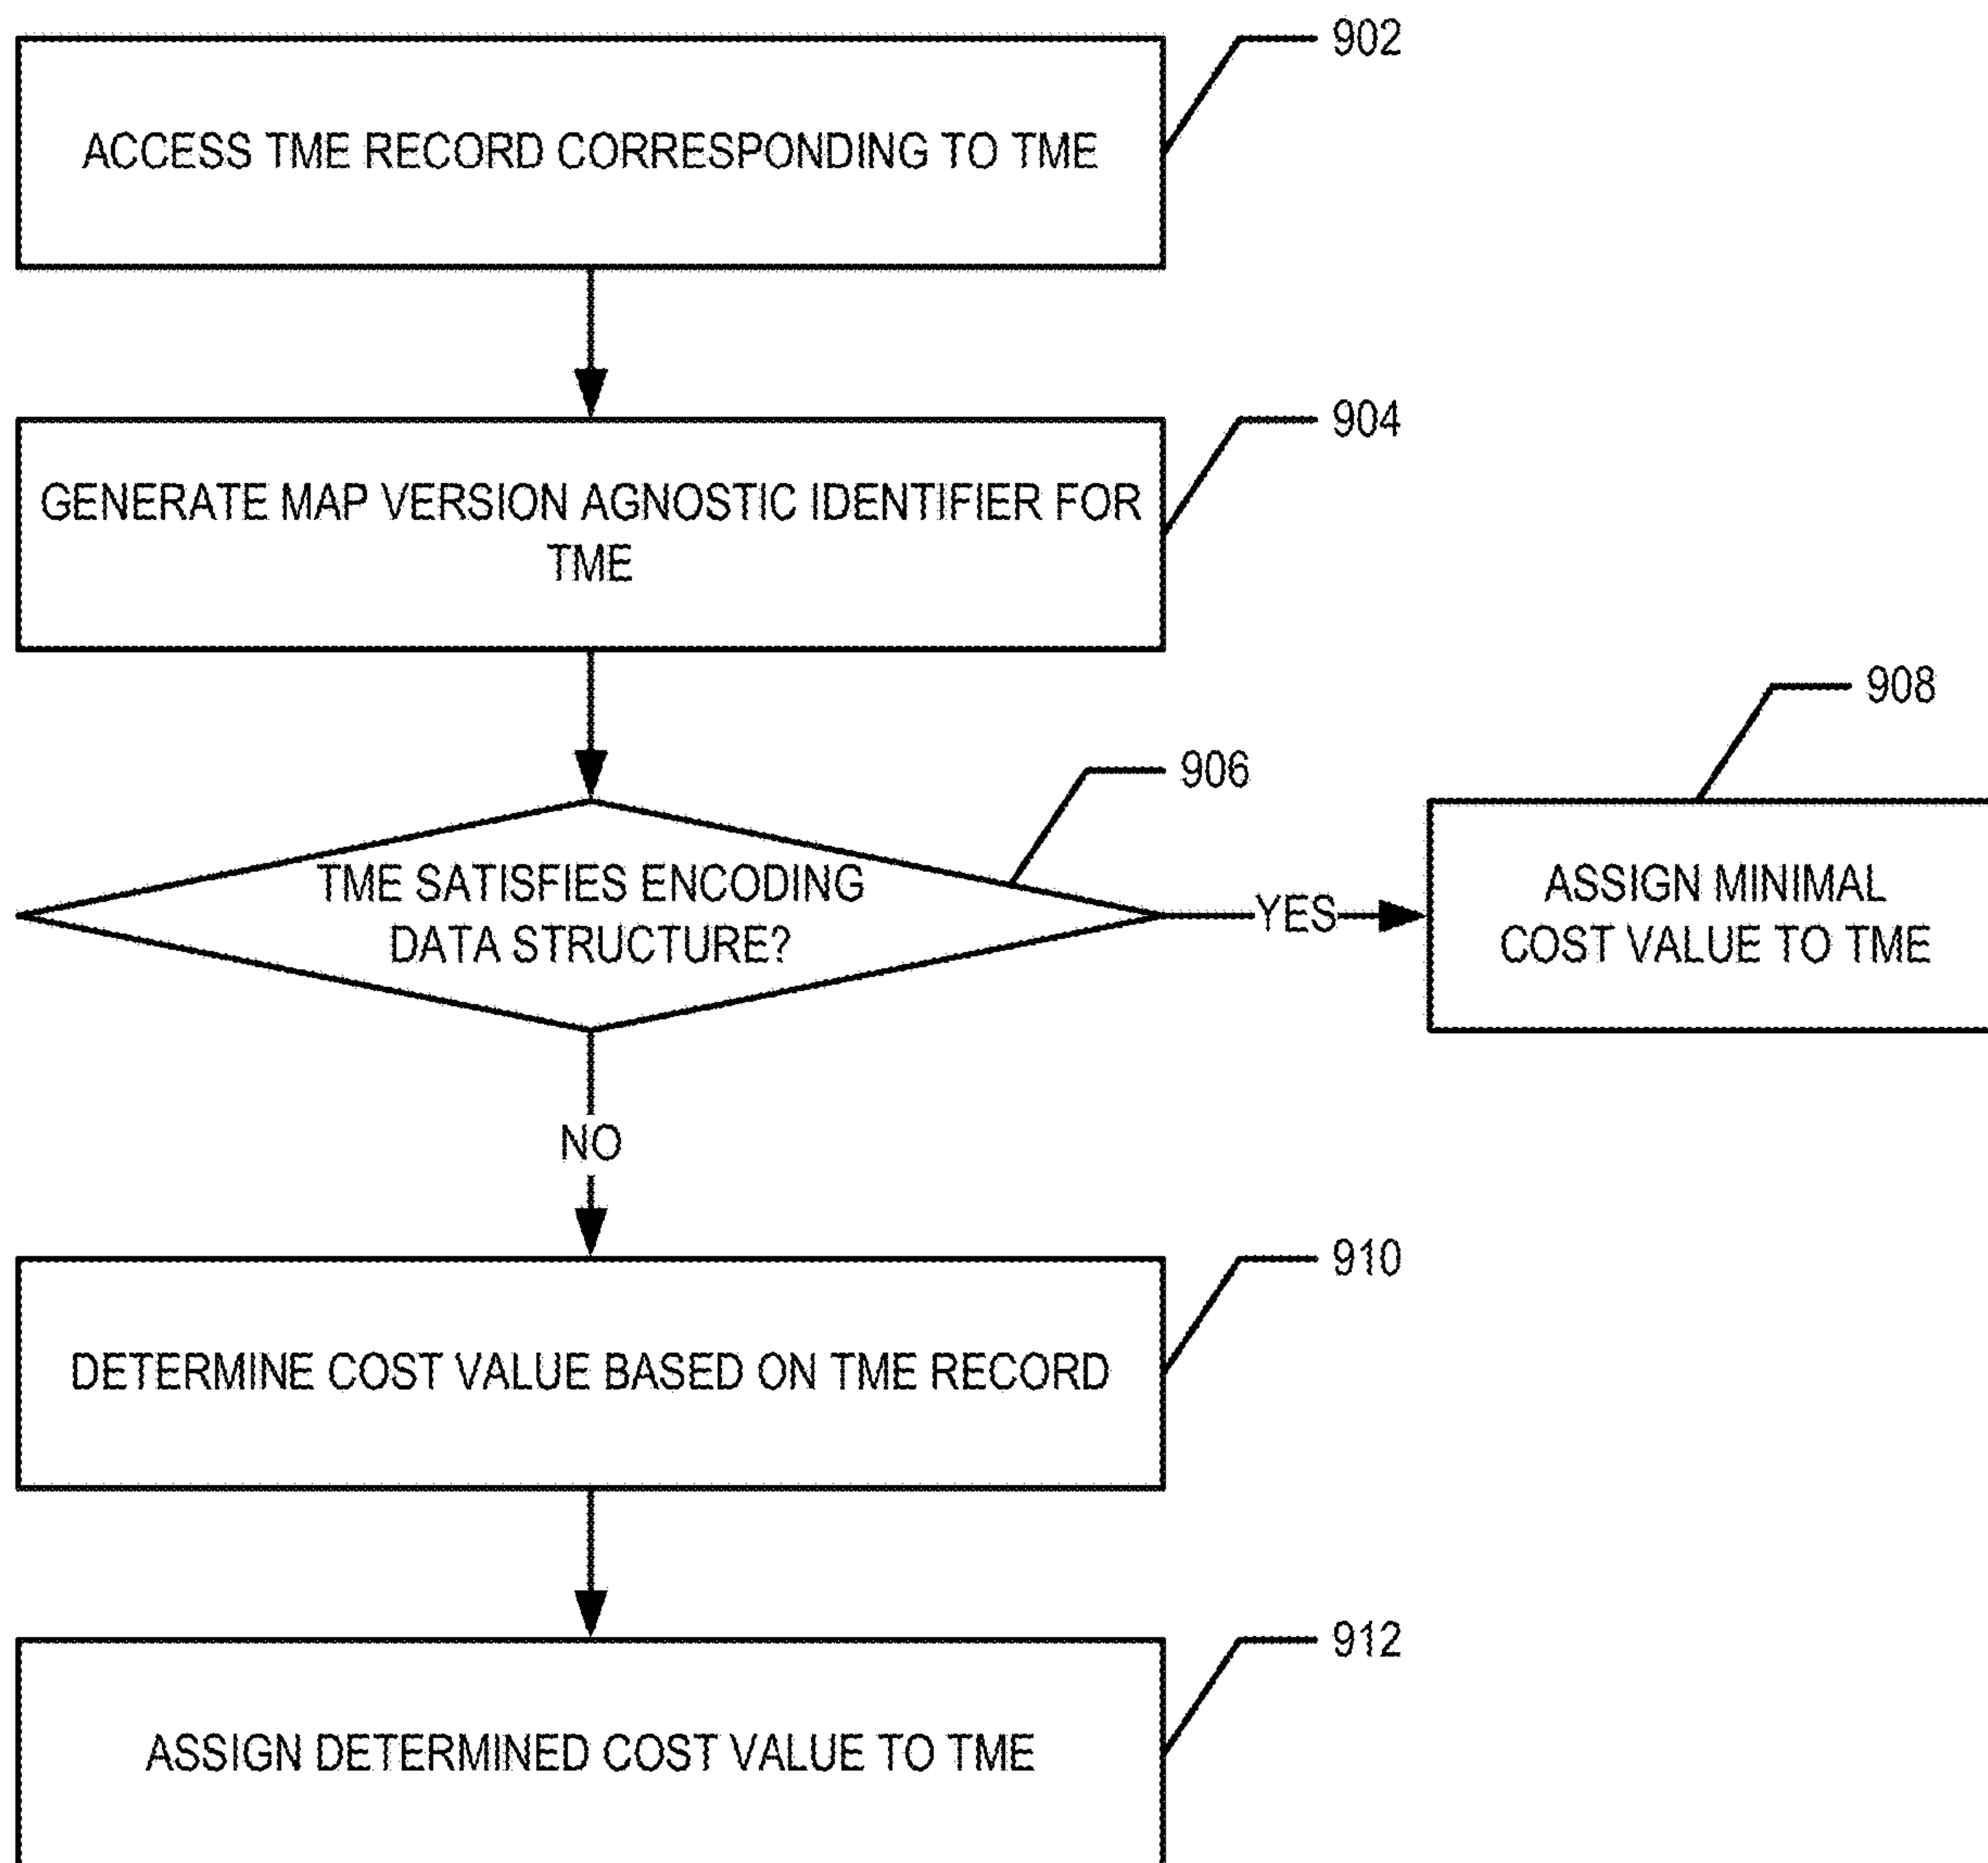 902
ACCESS TME RECORD CORRESPONDING TO TME
904
GENERATE MAP VERSION AGNOSTIC IDENTIFIER FOR
TME
906
908
TME SATISFIES ENCODING
DATA STRUCTURE?
YES
ASSIGN MINIMAL
COST VALUE TO TME
NO
910
DETERMINE COST VALUE BASED ON TME RECORD
912
ASSIGN DETERMINED COST VALUE TO TME